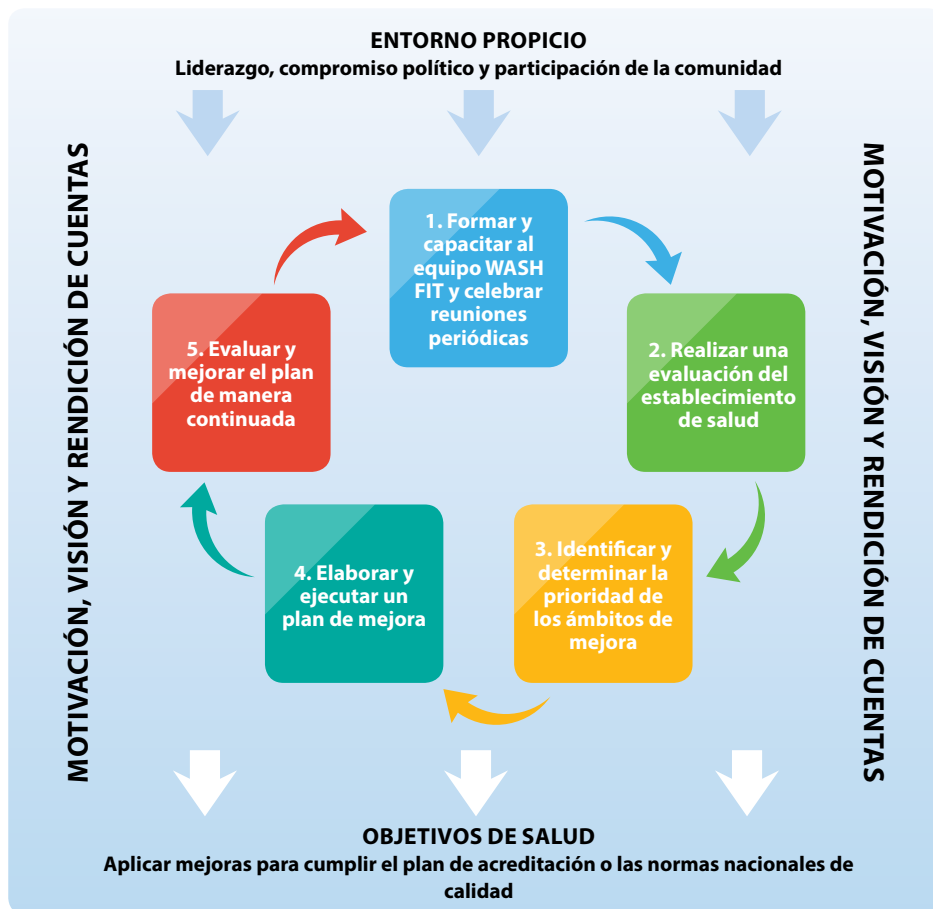 ENTORNO PROPICIO
Liderazgo, compromiso político y participación de la comunidad
MOTIVACIÓN, VISIÓN Y RENDICIÓN DE CUENTAS
1. Formar y
capacitar al
equipo WASH
FIT y celebrar
reuniones
periódicas
2. Realizar una
evaluación del
establecimiento
de salud
3. Identificar y
determinar la
prioridad de
los ámbitos de
mejora
4. Elaborar y
ejecutar un
plan de mejora
5. Evaluar y
mejorar el plan
de manera
continuada
MOTIVACIÓN, VISIÓN Y RENDICIÓN DE CUENTAS
OBJETIVOS DE SALUD
Aplicar mejoras para cumplir el plan de acreditación o las normas nacionales de
calidad